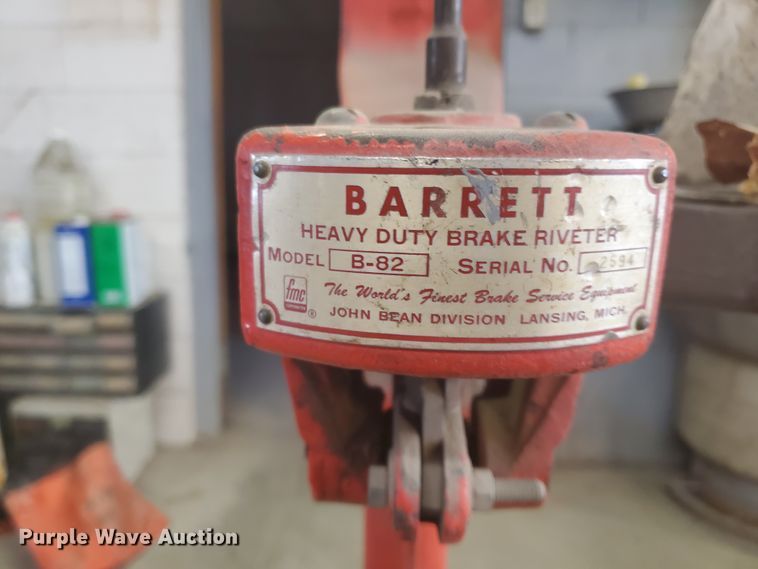 BARRETT
HEAVY DUTY BRAKE RIVETER
MODEL B-82 SERIAL NO. 2594
fmc
CORPORATION
®
The World's Finest Brake Service Equipment
JOHN BEAN DIVISION LANSING, MICH.
Purple Wave Auction